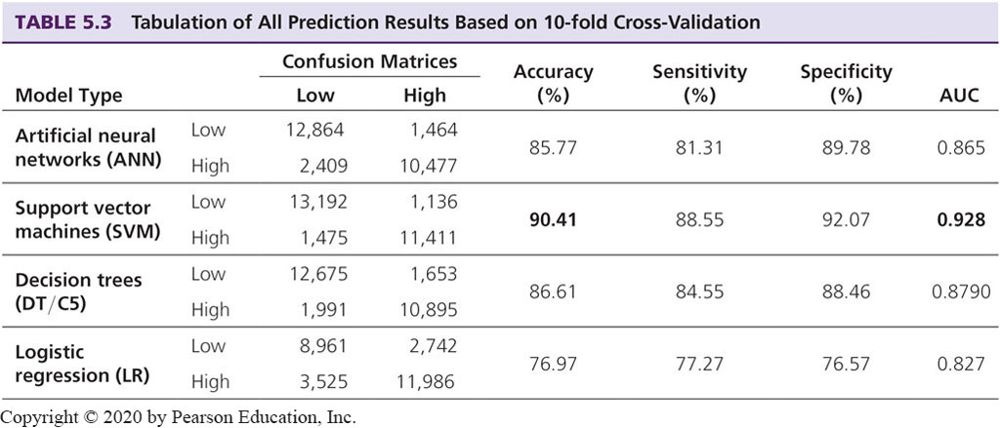 TABLE 5.3 Tabulation of All Prediction Results Based on 10-fold Cross-Validation
Confusion Matrices Accuracy Sensitivity Specificity
Model Type Low High (%) (%) (%) AUC
Artificial neural Low 12,864 1,464
networks (ANN) High 2,409 10,477 85.77 81.31 89.78 0.865
Support vector Low 13,192 1,136
machines (SVM) High 1,475 11,411 90.41 88.55 92.07 0.928
Decision trees Low 12,675 1,653
(DT/C5) High 1,991 10,895 86.61 84.55 88.46 0.8790
Logistic Low 8,961 2,742
regression (LR) High 3,525 11,986 76.97 77.27 76.57 0.827
Copyright © 2020 by Pearson Education, Inc.